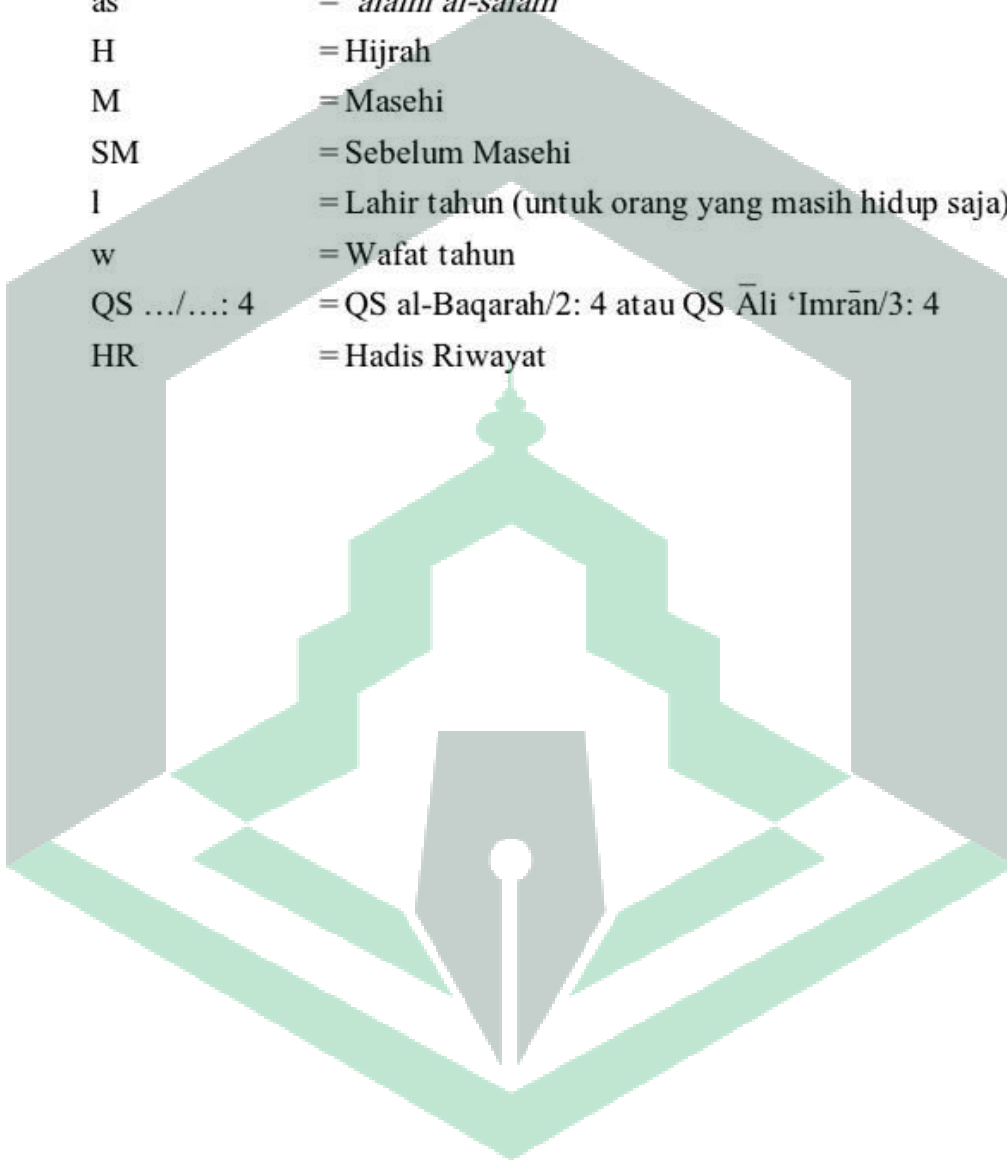 as = ‘alaihi al-salam
H = Hijrah
M = Masehi
SM = Sebelum Masehi
l = Lahir tahun (untuk orang yang masih hidup saja)
w = Wafat tahun
QS …/…: 4 = QS al-Baqarah/2: 4 atau QS Āli ‘Imrān/3: 4
HR = Hadis Riwayat